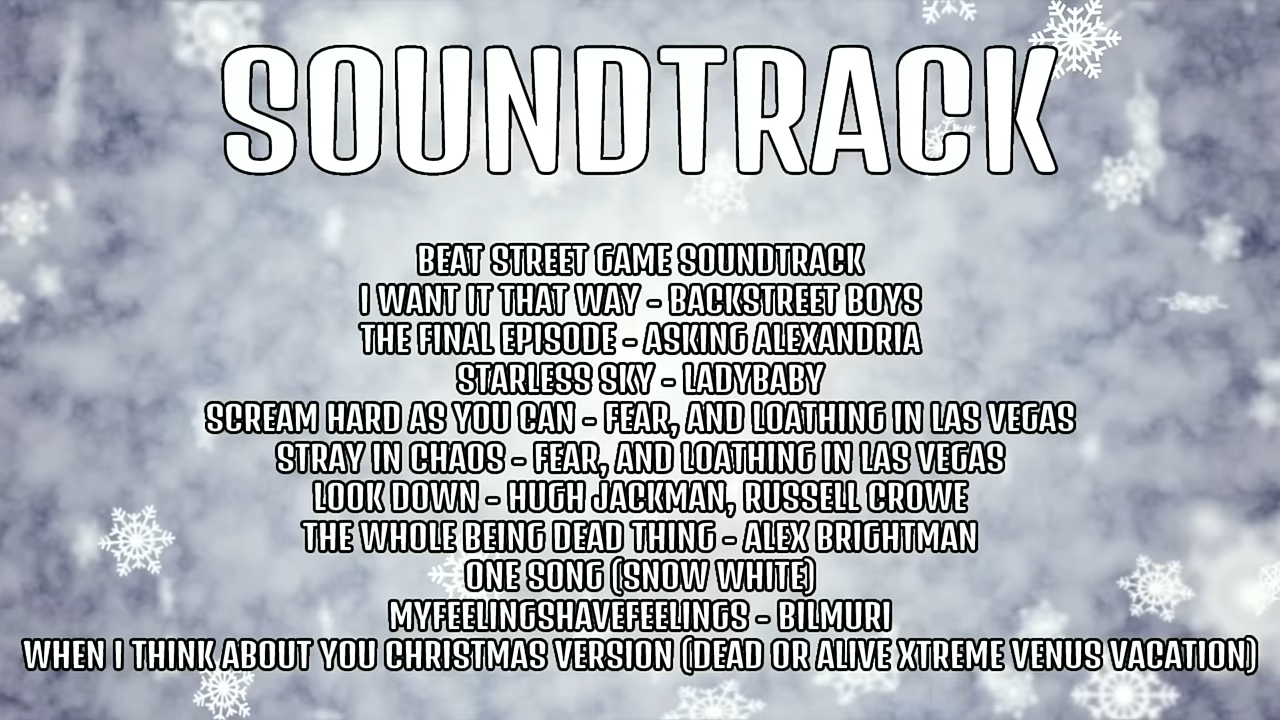 SOUNDTRACK
BEAT STREET GAME SOUNDTRACK
I WANT IT THAT WAY - BACKSTREET BOYS
THE FINAL EPISODE - ASKING ALEXANDRIA
STARLESS SKY - LADYBABY
SCREAM HARD AS YOU CAN - FEAR, AND LOATHING IN LAS VEGAS
STRAY IN CHAOS - FEAR, AND LOATHING IN LAS VEGAS
LOOK DOWN - HUGH JACKMAN, RUSSELL CROWE
THE WHOLE BEING DEAD THING - ALEX BRIGHTMAN
ONE SONG (SNOW WHITE)
MYFEELINGSHAVEFEELINGS - BILMURI
WHEN I THINK ABOUT YOU CHRISTMAS VERSION (DEAD OR ALIVE XTREME VENUS VACATION)